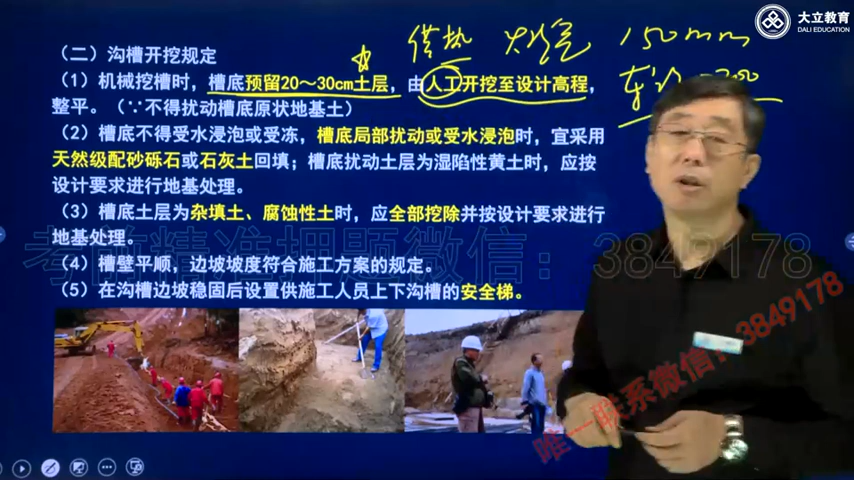 大立教育
DALI EDUCATION
供热 燃气 150mm
（二）沟槽开挖规定
（1）机械挖槽时，槽底预留20～30cm土层，由人工开挖至设计高程，
整平。（∵不得扰动槽底原状地基土）
（2）槽底不得受水浸泡或受冻，槽底局部扰动或受水浸泡时，宜采用
天然级配砂砾石或石灰土回填；槽底扰动土层为湿陷性黄土时，应按
设计要求进行地基处理。
（3）槽底土层为杂填土、腐蚀性土时，应全部挖除并按设计要求进行
地基处理。
考前精准押题微信：3849178
（4）槽壁平顺，边坡坡度符合施工方案的规定。
（5）在沟槽边坡稳固后设置供施工人员上下沟槽的安全梯。
唯一联系微信：3849178